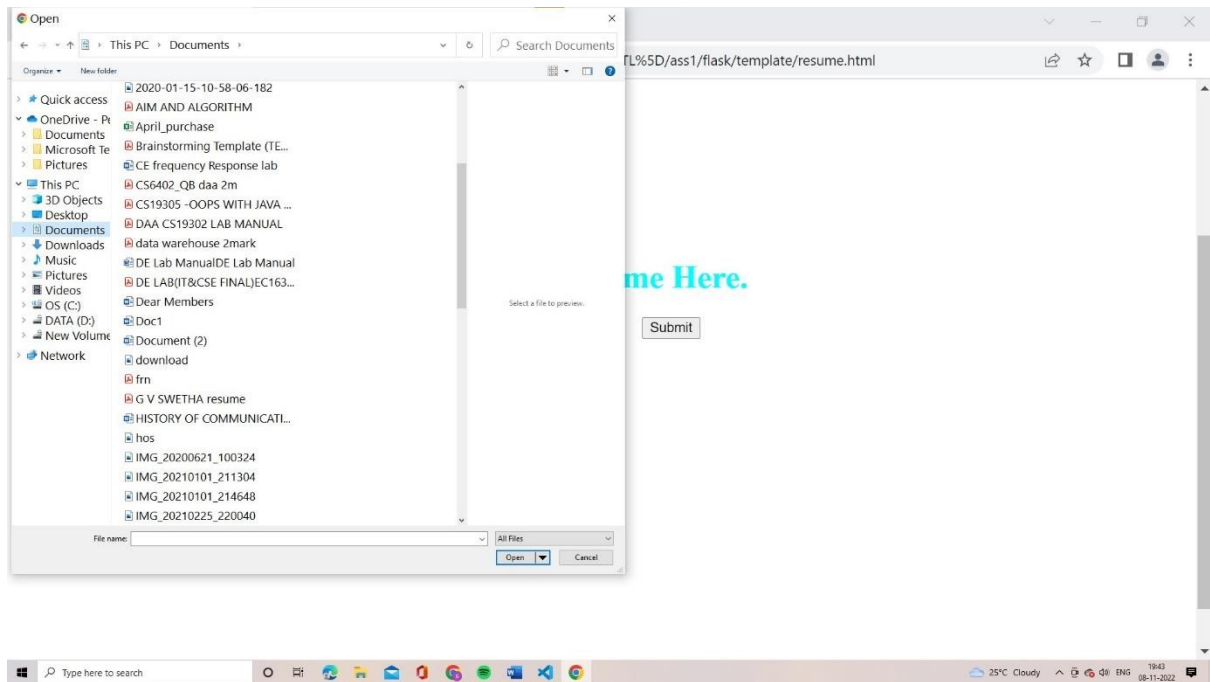 Open
This PC > Documents >
Search Documents
TL%5D/ass1/flask/template/resume.html
Organize
New folder
Quick access
OneDrive - Pe
Documents
Microsoft Te
Pictures
This PC
3D Objects
Desktop
Documents
Downloads
Music
Pictures
Videos
OS (C:)
DATA (D:)
New Volume
Network
2020-01-15-10-58-06-182
AIM AND ALGORITHM
April_purchase
Brainstorming Template (TE...
CE frequency Response lab
CS6402_QB daa 2m
CS19305 -OOPS WITH JAVA ...
DAA CS19302 LAB MANUAL
data warehouse 2mark
DE Lab ManualDE Lab Manual
DE LAB(IT&CSE FINAL)EC163...
Dear Members
Doc1
Document (2)
download
frn
G V SWETHA resume
HISTORY OF COMMUNICATI...
hos
IMG_20200621_100324
IMG_20210101_211304
IMG_20210101_214648
IMG_20210225_220040
Select a file to preview.
File name:
All Files
Open
Cancel
me Here.
Submit
Type here to search
25°C Cloudy
ENG
19:43
08-11-2022